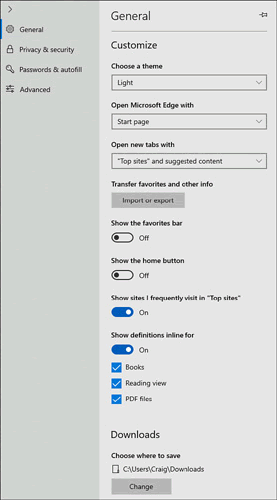 General
Privacy & security
Passwords & autofill
Advanced
General
Customize
Choose a theme
Light
Open Microsoft Edge with
Start page
Open new tabs with
"Top sites" and suggested content
Transfer favorites and other info
Import or export
Show the favorites bar
Off
Show the home button
Off
Show sites I frequently visit in "Top sites"
On
Show definitions inline for
On
Books
Reading view
PDF files
Downloads
Choose where to save
C:\Users\Craig\Downloads
Change